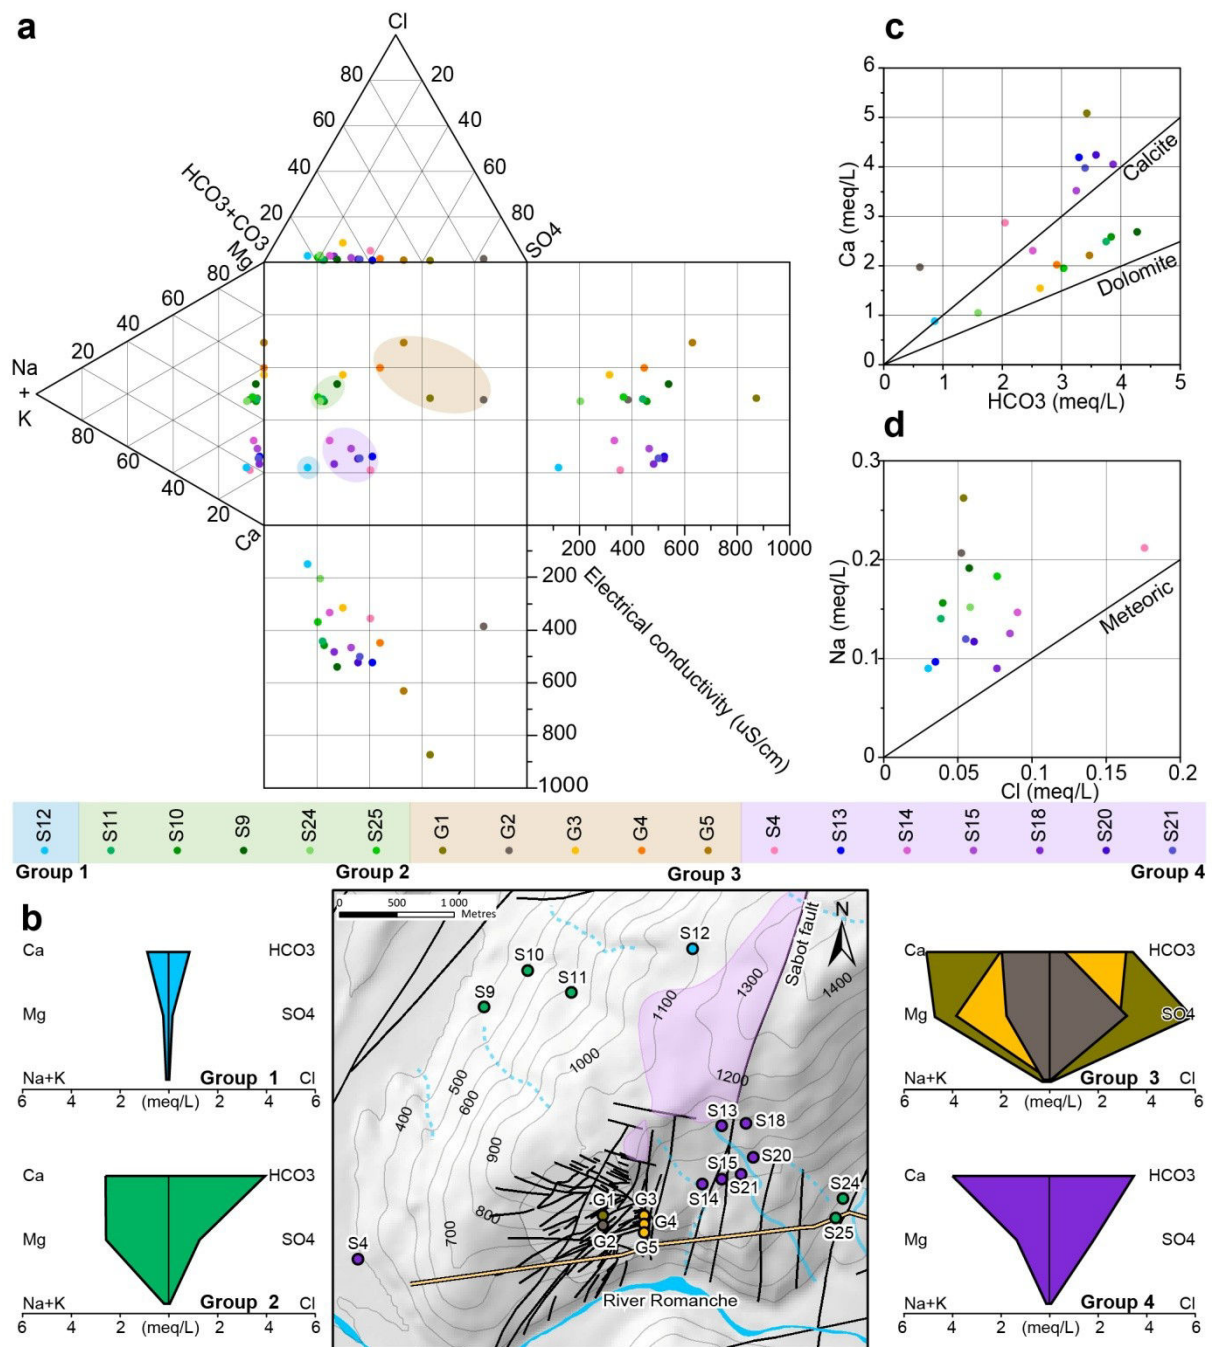 a
Cl
80 20
60 40
40 60
20 80
HCO3+CO3
SO4
Mg
80
60
40
20
Na
+
K
80
60
40
20
Ca
200 400 600 800 1000
200
400
600
800
1000
Electrical conductivity (uS/cm)
c
6
5
4
3
2
1
0
Ca (meq/L)
Calcite
Dolomite
0 1 2 3 4 5
HCO3 (meq/L)
d
0.3
0.2
0.1
0
Na (meq/L)
Meteoric
0.05 0.1 0.15 0.2
Cl (meq/L)
S12 S11 S10 S9 S24 S25 G1 G2 G3 G4 G5 S4 S13 S14 S15 S18 S20 S21
Group 1 Group 2 Group 3 Group 4
b
Ca HCO3
Mg SO4
Na+K Group 1 Cl
6 4 2 (meq/L) 2 4 6
Ca HCO3
Mg SO4
Na+K Group 2 Cl
6 4 2 (meq/L) 2 4 6
0 500 1 000
Metres
N
S12
Sabot fault
S10
S11
S9
1400
1300
1100
1000
1200
500
600
400
900
800
700
S13 S18
S20
S15
S21
S14
S24
S25
G1 G3
G4
G2 G5
S4
River Romanche
Ca HCO3
Mg SO4
Na+K Group 3 Cl
6 4 2 (meq/L) 2 4 6
Ca HCO3
Mg SO4
Na+K Group 4 Cl
6 4 2 (meq/L) 2 4 6